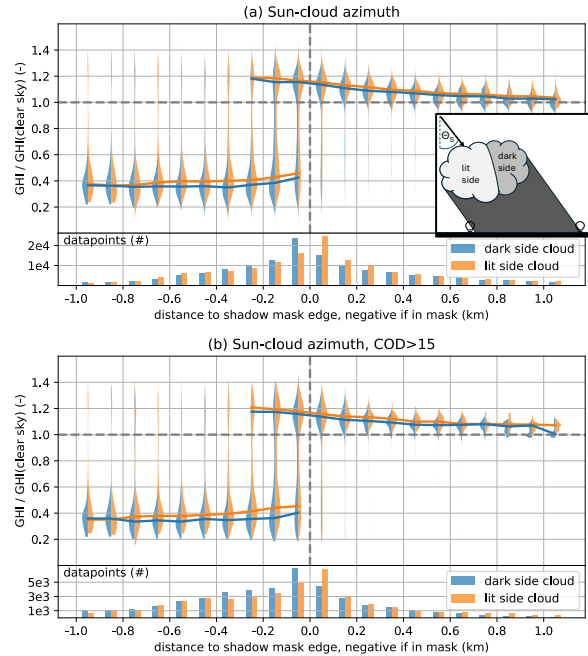 (a) Sun-cloud azimuth
GHI / GHI(clear sky) (-)
1.4
1.2
1.0
0.8
0.6
0.4
0.2
Θs
lit
side
dark
side
datapoints (#)
2e4
1e4
dark side cloud
lit side cloud
-1.0 -0.8 -0.6 -0.4 -0.2 0.0 0.2 0.4 0.6 0.8 1.0
distance to shadow mask edge, negative if in mask (km)
(b) Sun-cloud azimuth, COD>15
GHI / GHI(clear sky) (-)
1.4
1.2
1.0
0.8
0.6
0.4
0.2
datapoints (#)
5e3
3e3
1e3
dark side cloud
lit side cloud
-1.0 -0.8 -0.6 -0.4 -0.2 0.0 0.2 0.4 0.6 0.8 1.0
distance to shadow mask edge, negative if in mask (km)